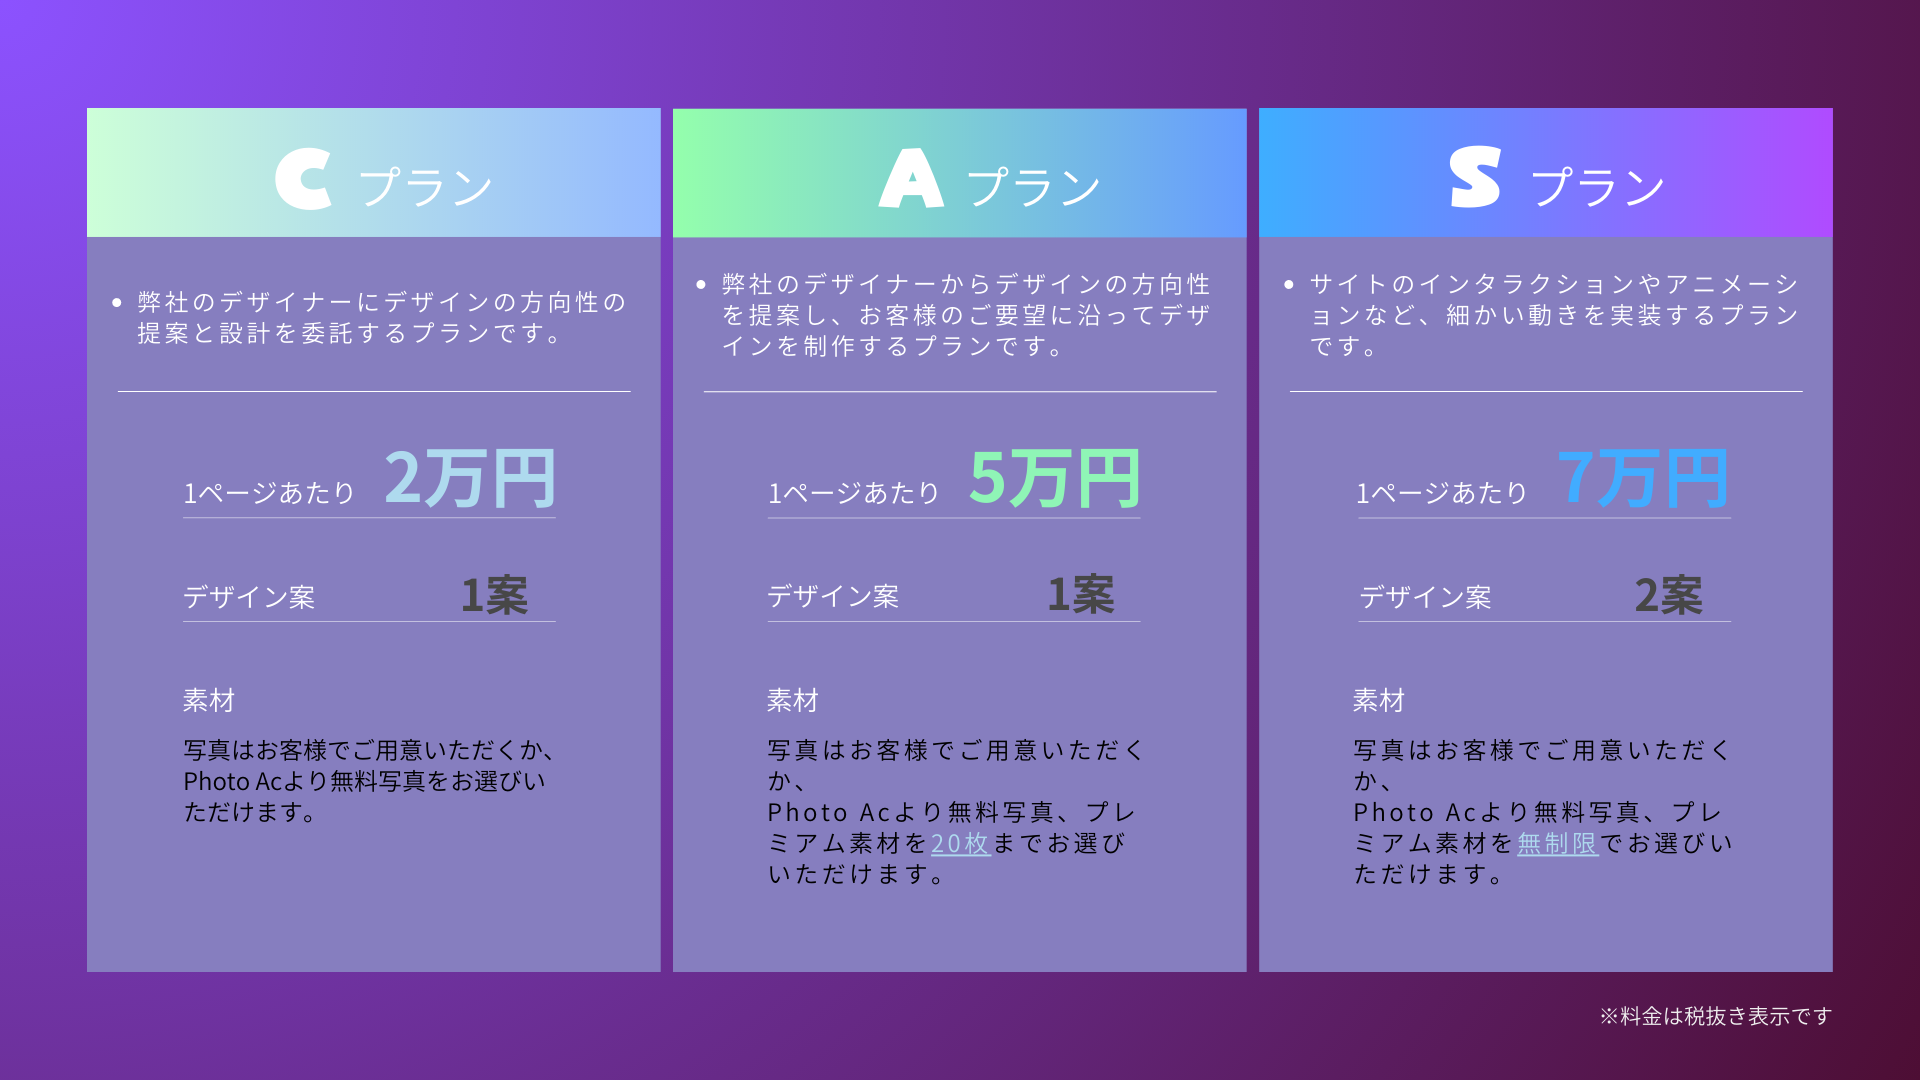 C プラン
• 弊社のデザイナーにデザインの方向性の
提案と設計を委託するプランです。
1ページあたり 2万円
デザイン案 1案
素材
写真はお客様でご用意いただくか、
Photo Acより無料写真をお選びい
ただけます。
A プラン
• 弊社のデザイナーからデザインの方向性
を提案し、お客様のご要望に沿ってデザ
インを制作するプランです。
1ページあたり 5万円
デザイン案 1案
素材
写真はお客様でご用意いただく
か、
Photo Acより無料写真、プレ
ミアム素材を20枚までお選び
いただけます。
S プラン
• サイトのインタラクションやアニメーシ
ョンなど、細かい動きを実装するプラン
です。
1ページあたり 7万円
デザイン案 2案
素材
写真はお客様でご用意いただく
か、
Photo Acより無料写真、プレ
ミアム素材を無制限でお選びい
ただけます。
※料金は税抜き表示です